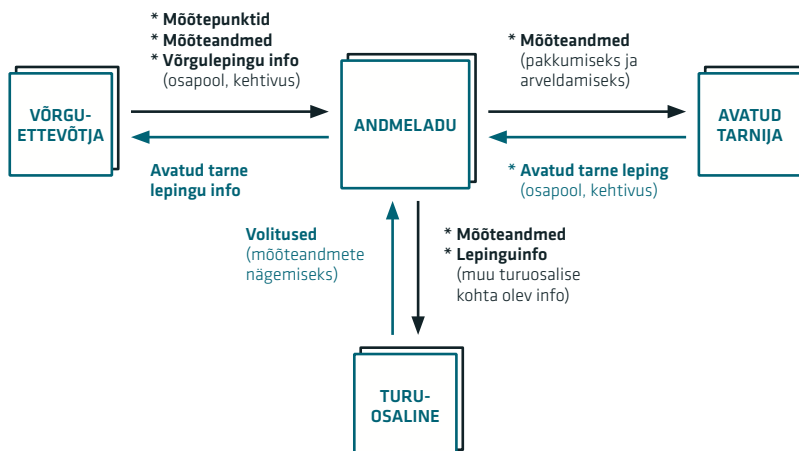 * Mõõtepunktid
* Mõõteandmed
* Võrgulepingu info
(osapool, kehtivus)
* Mõõteandmed
(pakkumiseks ja
arveldamiseks)
VÕRGU-
ETTEVÕTJA
ANDMELADU
AVATUD
TARNIJA
Avatud tarne
lepingu info
* Avatud tarne leping
(osapool, kehtivus)
Volitused
(mõõteandmete
nägemiseks)
* Mõõteandmed
* Lepinguinfo
(muu turuosalise
kohta olev info)
TURU-
OSALINE